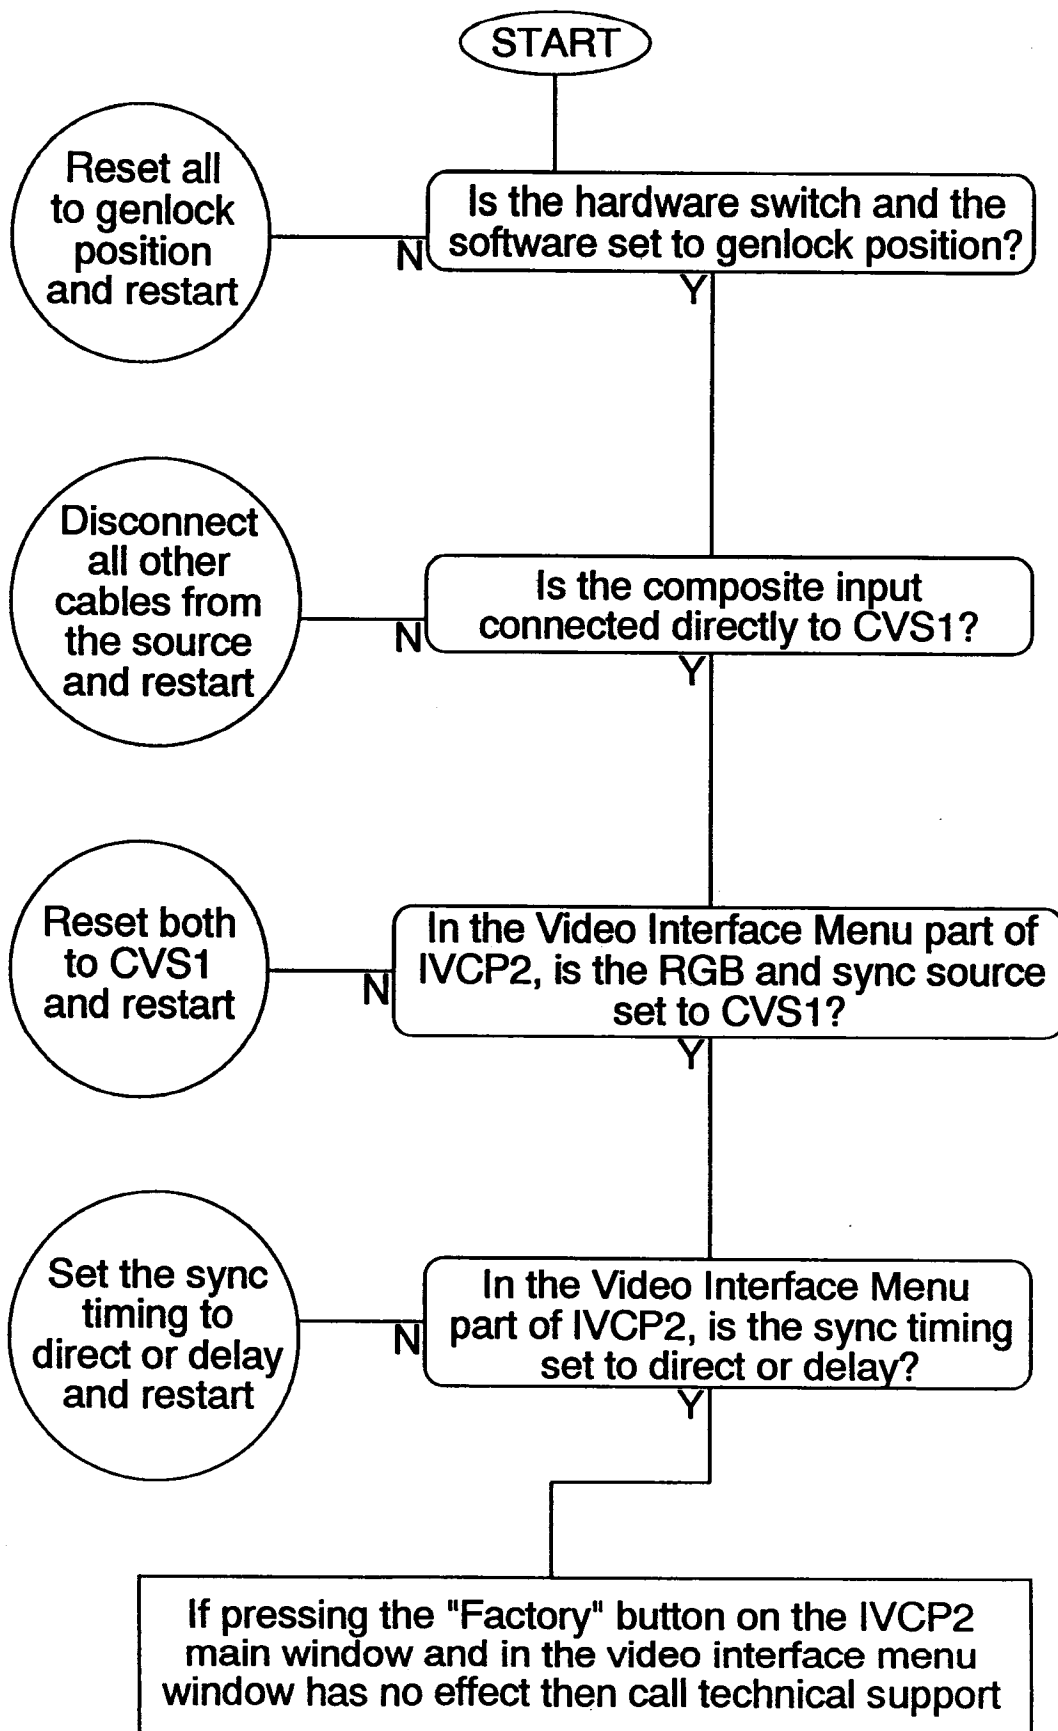 START
Reset all
to genlock
position
and restart
Is the hardware switch and the
software set to genlock position?
N
Y
Disconnect
all other
cables from
the source
and restart
Is the composite input
connected directly to CVS1?
N
Y
Reset both
to CVS1
and restart
In the Video Interface Menu part of
IVCP2, is the RGB and sync source
set to CVS1?
N
Y
Set the sync
timing to
direct or delay
and restart
In the Video Interface Menu
part of IVCP2, is the sync timing
set to direct or delay?
N
Y
If pressing the "Factory" button on the IVCP2
main window and in the video interface menu
window has no effect then call technical support